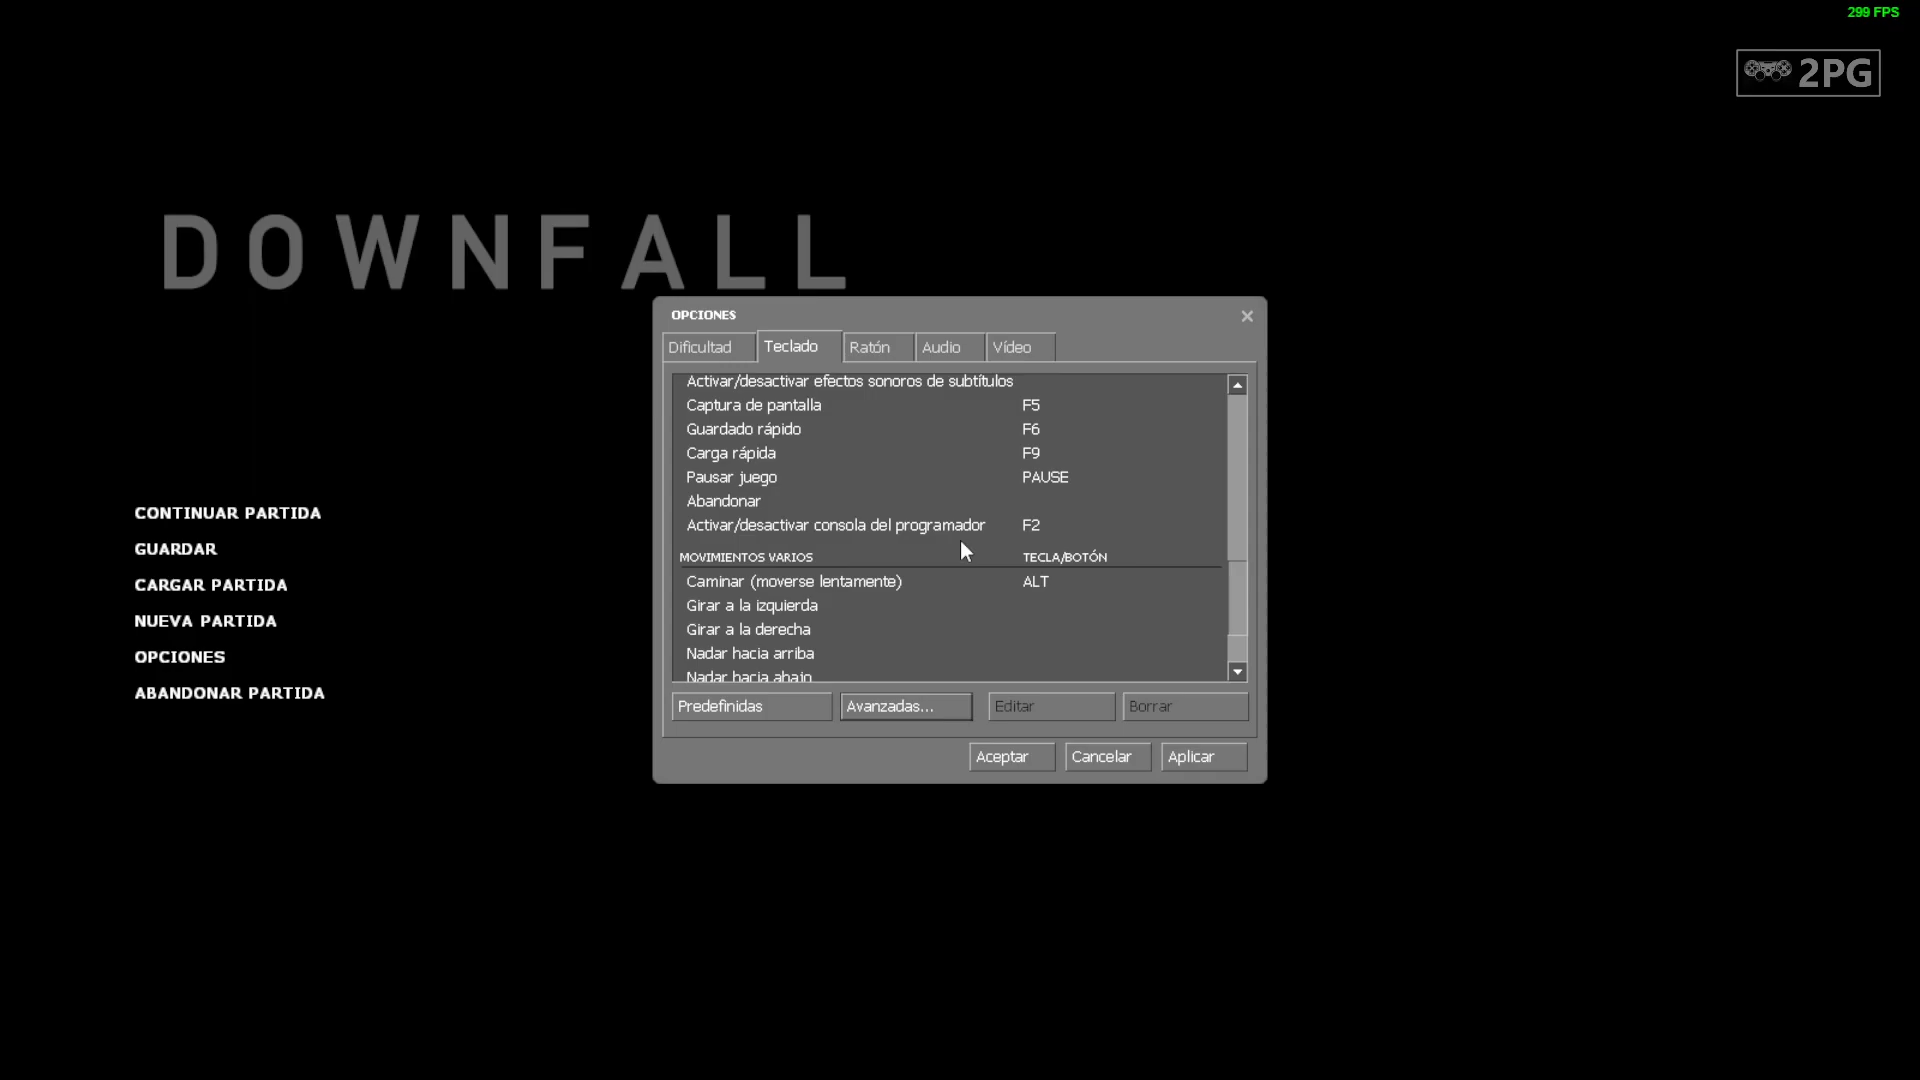 299 FPS
2PG
DOWNFALL
OPCIONES
Dificultad Teclado Ratón Audio Vídeo
Activar/desactivar efectos sonoros de subtítulos
Captura de pantalla F5
Guardado rápido F6
Carga rápida F9
Pausar juego PAUSE
Abandonar
Activar/desactivar consola del programador F2
MOVIMIENTOS VARIOS TECLA/BOTÓN
Caminar (moverse lentamente) ALT
Girar a la izquierda
Girar a la derecha
Nadar hacia arriba
Nadar hacia abajo
Predefinidas Avanzadas... Editar Borrar
Aceptar Cancelar Aplicar
CONTINUAR PARTIDA
GUARDAR
CARGAR PARTIDA
NUEVA PARTIDA
OPCIONES
ABANDONAR PARTIDA